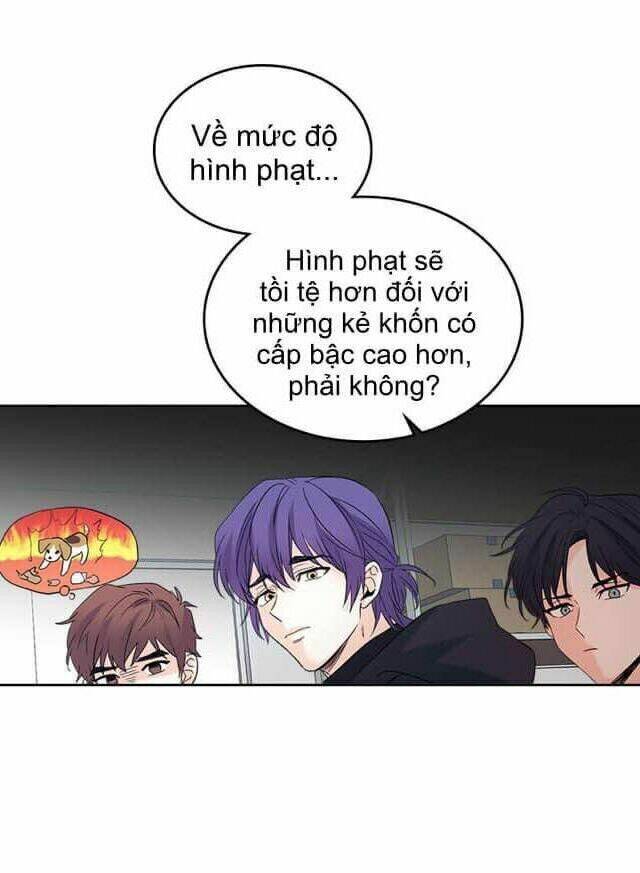 Về mức độ
hình phạt...
Hình phạt sẽ
tồi tệ hơn đối với
những kẻ khốn có
cấp bậc cao hơn,
phải không?